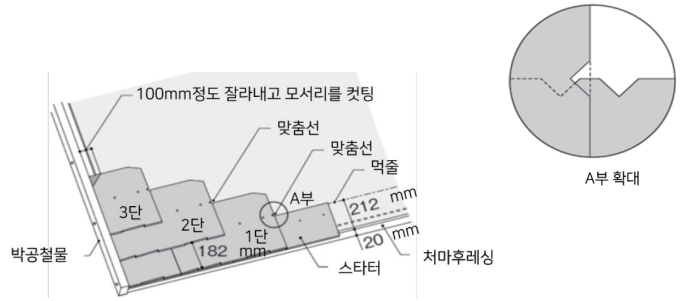 100mm정도 잘라내고 모서리를 컷팅
맞춤선
맞춤선
먹줄
A부
3단
2단
1단
mm
182
212 mm
20 mm
박공철물
스타터
처마후레싱
A부 확대